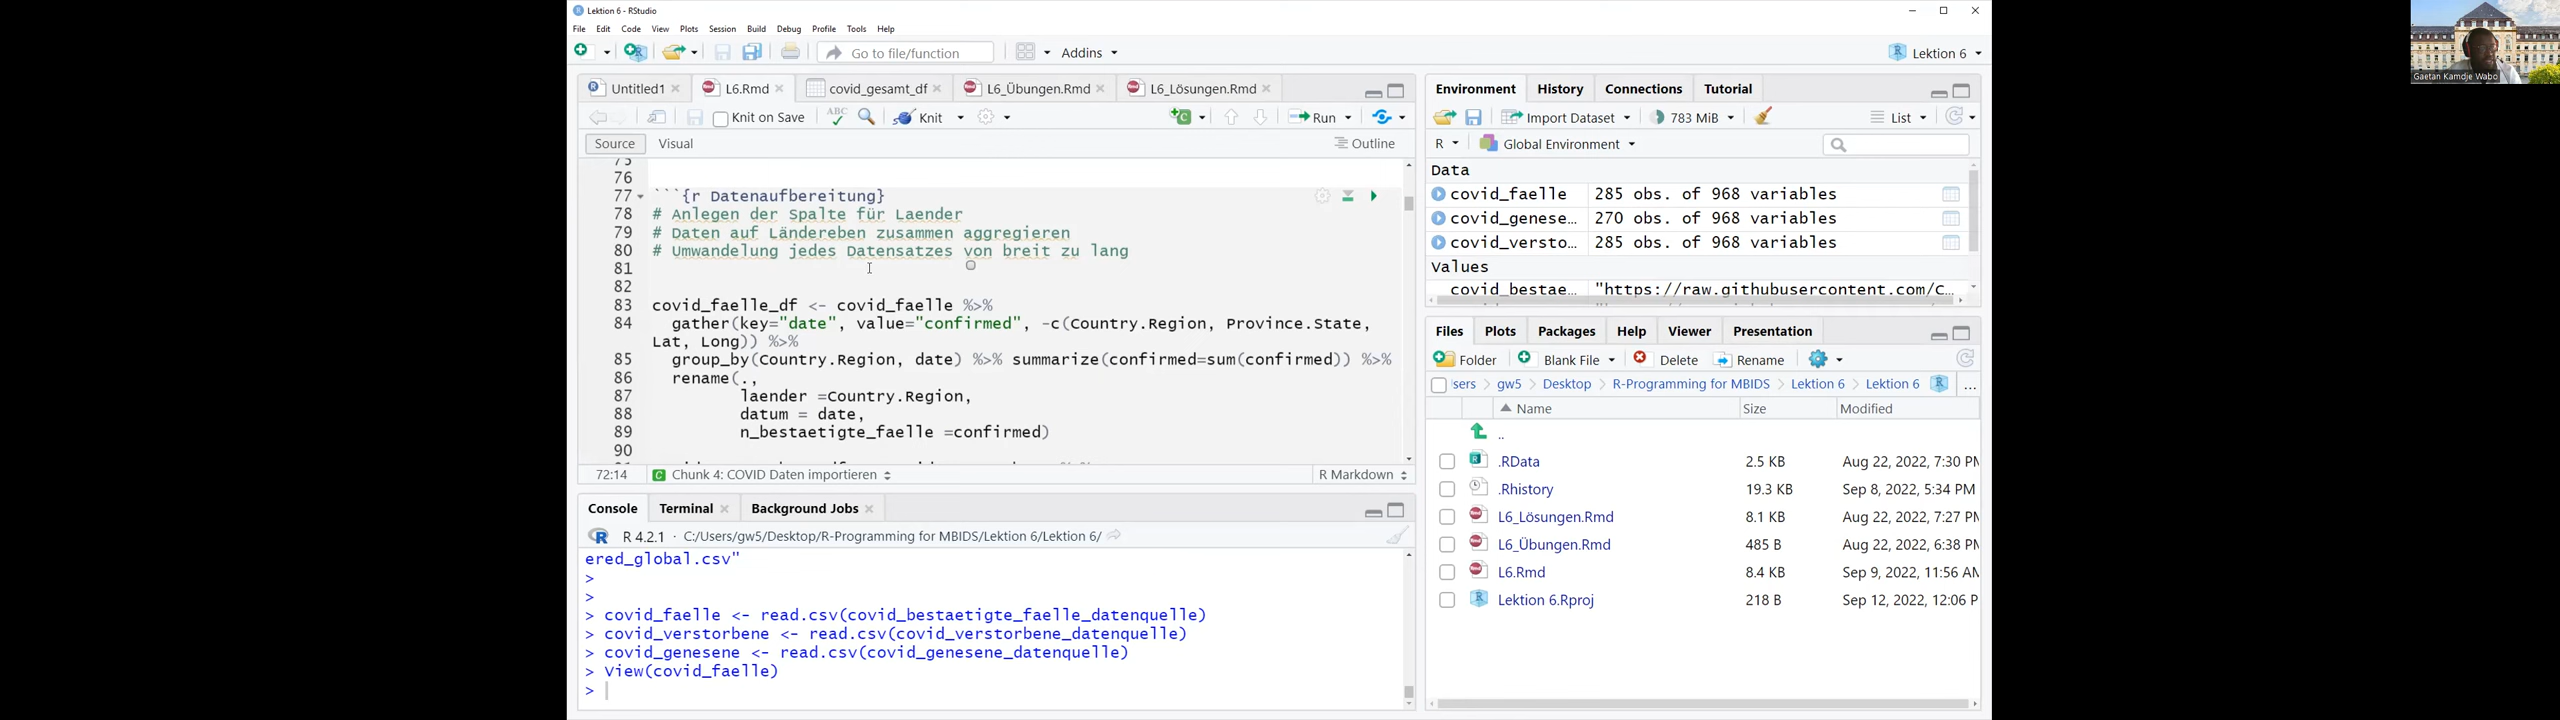 Lektion 6 - RStudio
File Edit Code View Plots Session Build Debug Profile Tools Help
Go to file/function Addins Lektion 6
Untitled1 L6.Rmd covid_gesamt_df L6_Übungen.Rmd L6_Lösungen.Rmd
Knit on Save ABC Knit Run
Source Visual Outline
75
76
77 ```{r Datenaufbereitung}
78 # Anlegen der Spalte für Laender
79 # Daten auf Ländereben zusammen aggregieren
80 # Umwandelung jedes Datensatzes von breit zu lang
81
82
83 covid_faelle_df <- covid_faelle %>%
84 gather(key="date", value="confirmed", -c(Country.Region, Province.State,
Lat, Long)) %>%
85 group_by(Country.Region, date) %>% summarize(confirmed=sum(confirmed)) %>%
86 rename(.,
87 laender =Country.Region,
88 datum = date,
89 n_bestaetigte_faelle =confirmed)
90
72:14 Chunk 4: COVID Daten importieren R Markdown
Console Terminal Background Jobs
R 4.2.1 · C:/Users/gw5/Desktop/R-Programming for MBIDS/Lektion 6/Lektion 6/
ered_global.csv"
>
>
> covid_faelle <- read.csv(covid_bestaetigte_faelle_datenquelle)
> covid_verstorbene <- read.csv(covid_verstorbene_datenquelle)
> covid_genesene <- read.csv(covid_genesene_datenquelle)
> View(covid_faelle)
>
Environment History Connections Tutorial
Import Dataset 783 MiB List
R Global Environment
Data
covid_faelle 285 obs. of 968 variables
covid_genese… 270 obs. of 968 variables
covid_versto… 285 obs. of 968 variables
Values
covid_bestae… "https://raw.githubusercontent.com/C…
Files Plots Packages Help Viewer Presentation
Folder Blank File Delete Rename
sers gw5 Desktop R-Programming for MBIDS Lektion 6 Lektion 6 ...
Name Size Modified
..
.RData 2.5 KB Aug 22, 2022, 7:30 PM
.Rhistory 19.3 KB Sep 8, 2022, 5:34 PM
L6_Lösungen.Rmd 8.1 KB Aug 22, 2022, 7:27 PM
L6_Übungen.Rmd 485 B Aug 22, 2022, 6:38 PM
L6.Rmd 8.4 KB Sep 9, 2022, 11:56 AM
Lektion 6.Rproj 218 B Sep 12, 2022, 12:06 P
Gaetan Kamdje Wabo